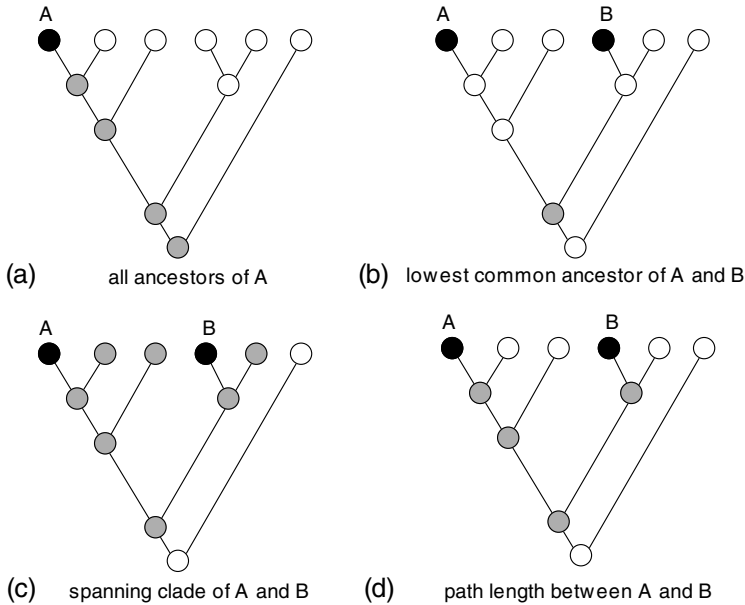 A
(a) all ancestors of A
A B
(b) lowest common ancestor of A and B
A B
(c) spanning clade of A and B
A B
(d) path length between A and B